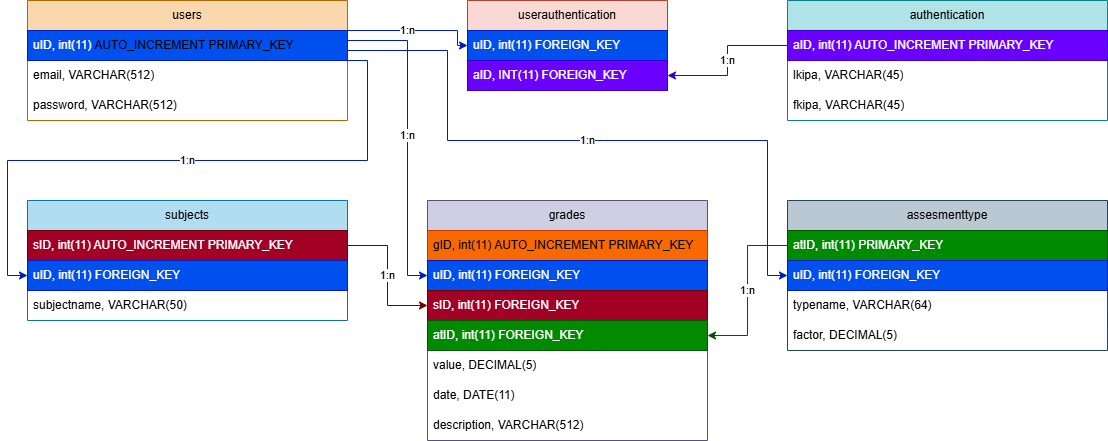 users
uID, int(11) AUTO_INCREMENT PRIMARY_KEY
email, VARCHAR(512)
password, VARCHAR(512)
userauthentication
uID, int(11) FOREIGN_KEY
aID, INT(11) FOREIGN_KEY
authentication
aID, int(11) AUTO_INCREMENT PRIMARY_KEY
lkipa, VARCHAR(45)
fkipa, VARCHAR(45)
1:n
1:n
1:n
1:n
1:n
subjects
sID, int(11) AUTO_INCREMENT PRIMARY_KEY
uID, int(11) FOREIGN_KEY
subjectname, VARCHAR(50)
1:n
grades
gID, int(11) AUTO_INCREMENT PRIMARY_KEY
uID, int(11) FOREIGN_KEY
sID, int(11) FOREIGN_KEY
atID, int(11) FOREIGN_KEY
value, DECIMAL(5)
date, DATE(11)
description, VARCHAR(512)
1:n
assesmenttype
atID, int(11) PRIMARY_KEY
uID, int(11) FOREIGN_KEY
typename, VARCHAR(64)
factor, DECIMAL(5)